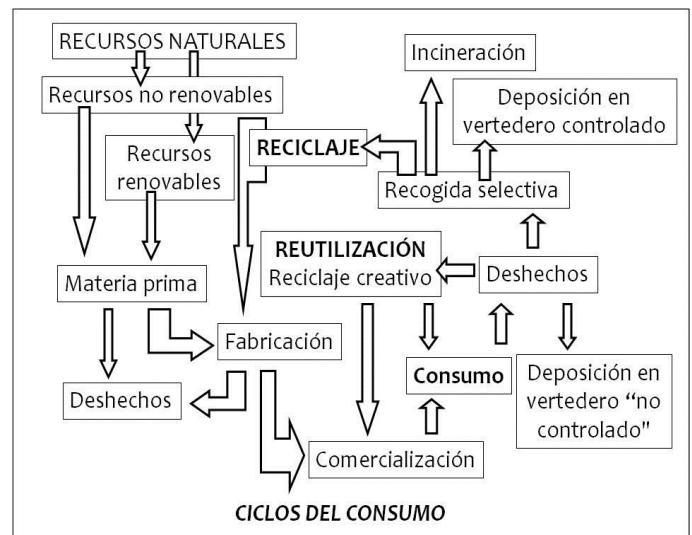 RECURSOS NATURALES
Recursos no renovables
Recursos
renovables
Materia prima
Deshechos
Fabricación
RECICLAJE
Incineración
Deposición en
vertedero controlado
Recogida selectiva
REUTILIZACIÓN
Reciclaje creativo
Deshechos
Consumo
Deposición en
vertedero “no
controlado"
Comercialización
CICLOS DEL CONSUMO